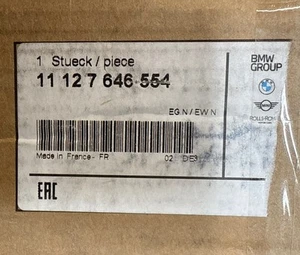 1 Stueck / piece
11 12 7 646 554
BMW
GROUP
EG N / EW N
Made in France - FR
02
EAC